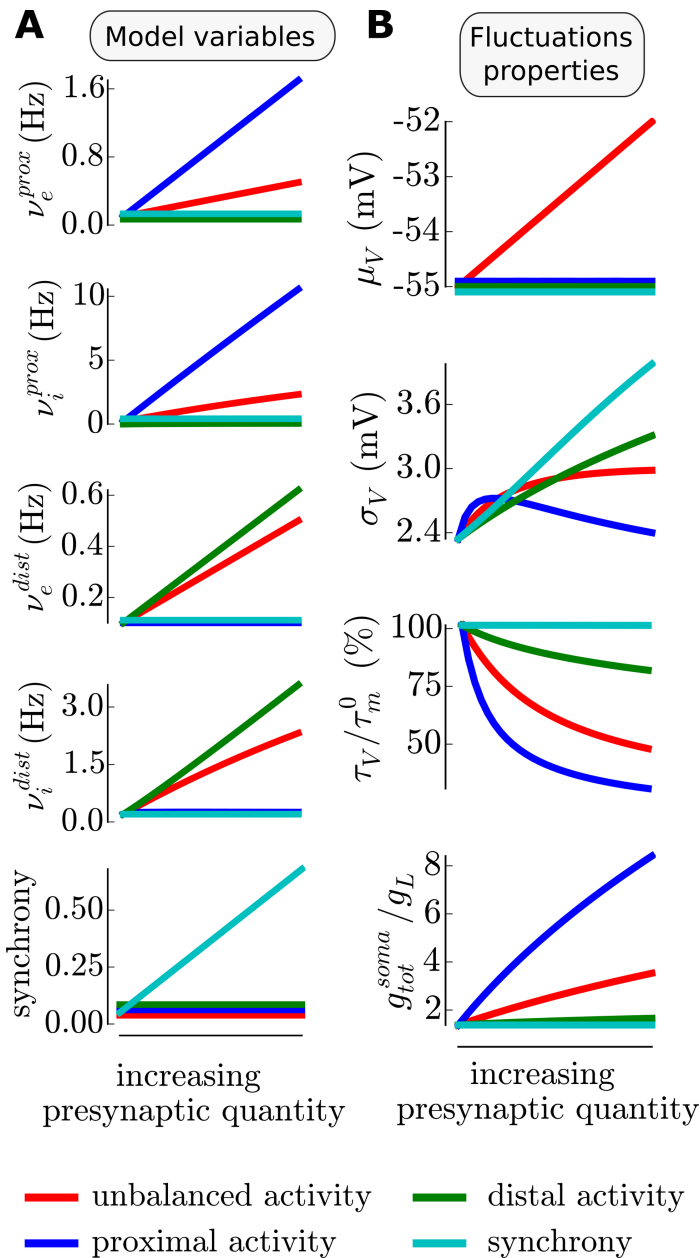 A
Model variables
B
Fluctuations
properties
ν_e^{prox} (Hz)
1.6
0.8
0.0
μ_V (mV)
-52
-53
-54
-55
ν_i^{prox} (Hz)
10
5
0
σ_V (mV)
3.6
3.0
2.4
ν_e^{dist} (Hz)
0.6
0.4
0.2
τ_V/τ_m^0 (%)
100
75
50
ν_i^{dist} (Hz)
3.0
1.5
0.0
g_{tot}^{soma}/g_L
8
6
4
2
synchrony
0.50
0.25
0.00
increasing
presynaptic quantity
increasing
presynaptic quantity
unbalanced activity
distal activity
proximal activity
synchrony